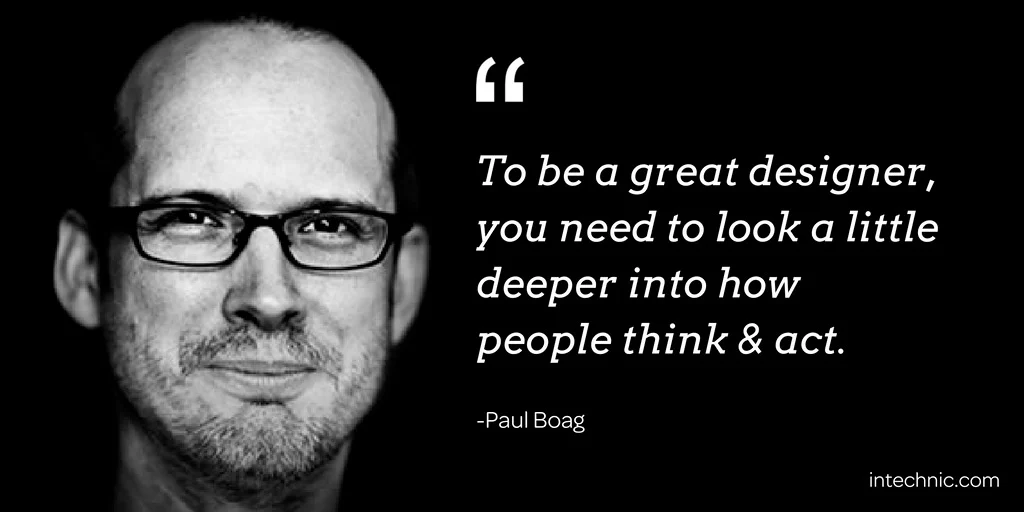 “
To be a great designer,
you need to look a little
deeper into how
people think & act.
-Paul Boag
intechnic.com